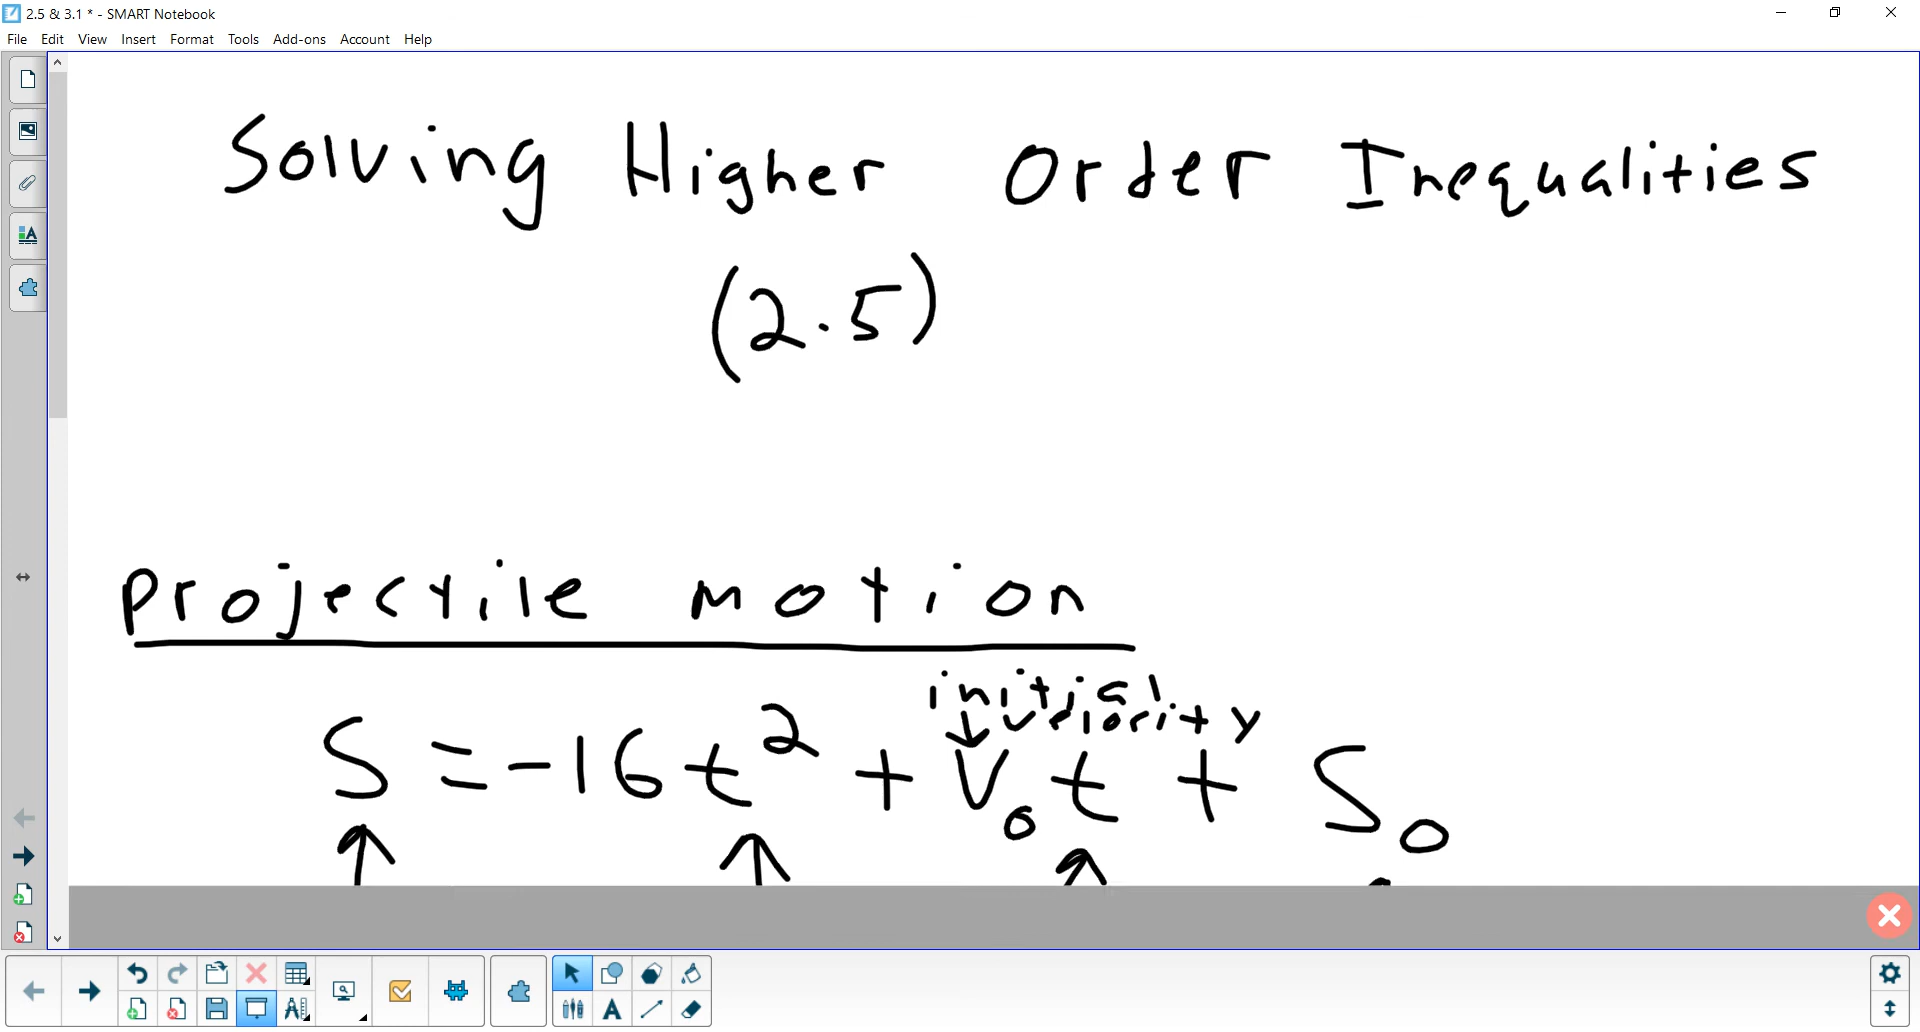 2.5 & 3.1 * - SMART Notebook
File Edit View Insert Format Tools Add-ons Account Help
Solving Higher Order Inequalities
(2.5)
projectile motion
initial
velocity
S = -16t² + V₀t + S₀